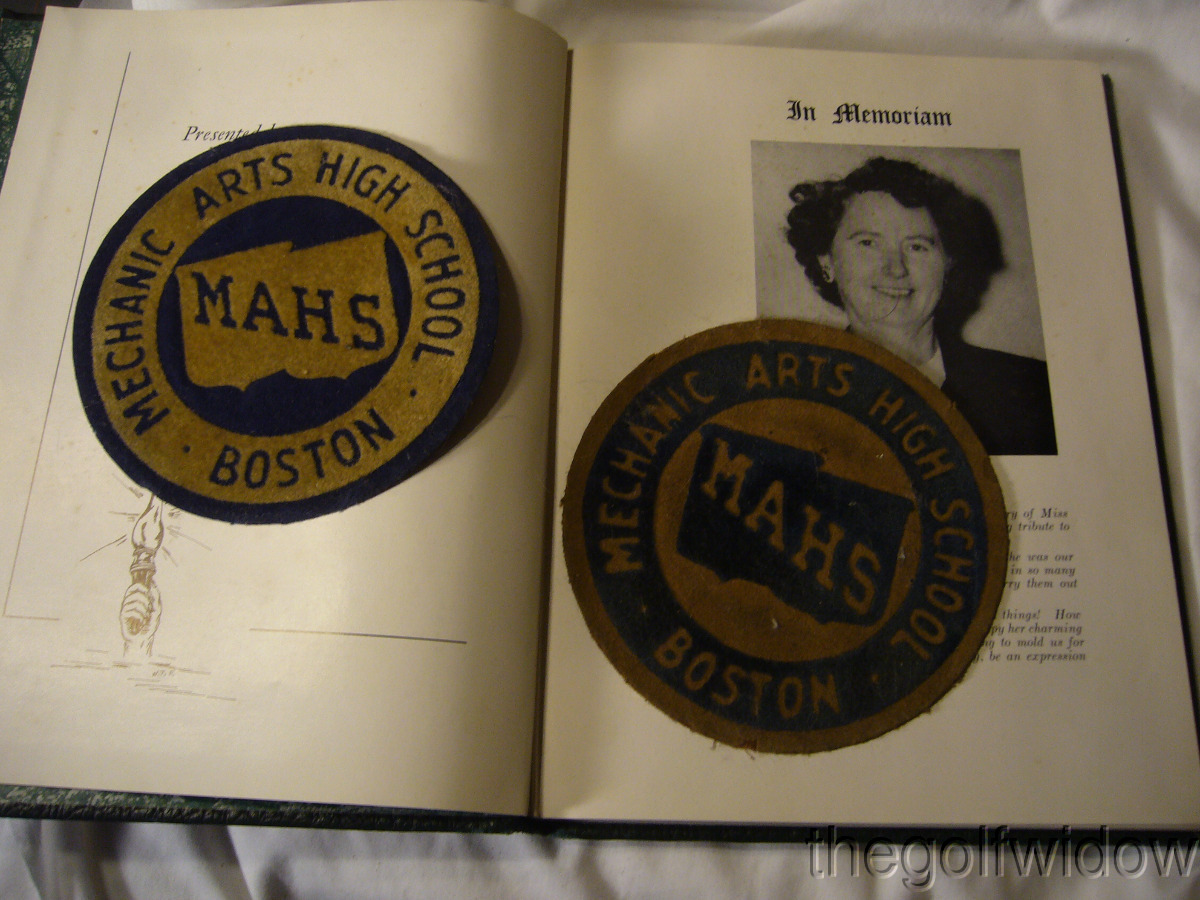 Presented
MECHANIC ARTS HIGH SCHOOL
MAHS
· BOSTON ·
In Memoriam
MECHANIC ARTS HIGH SCHOOL
MAHS
· BOSTON ·
of Miss
tribute to
he was our
in so many
them out
things! How
her charming
to mold us for
be an expression
thegolfwidow